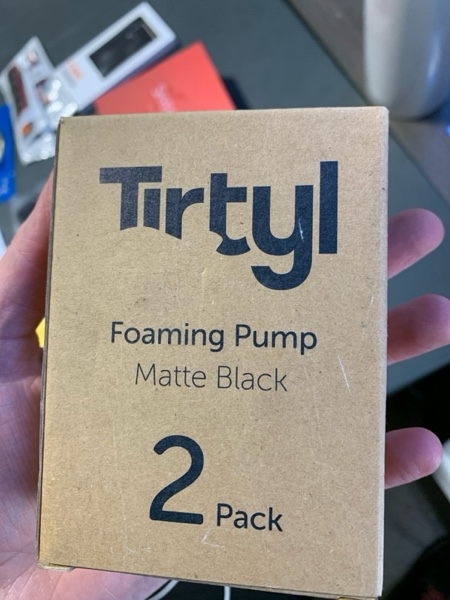 Tirtyl
Foaming Pump
Matte Black
2 Pack